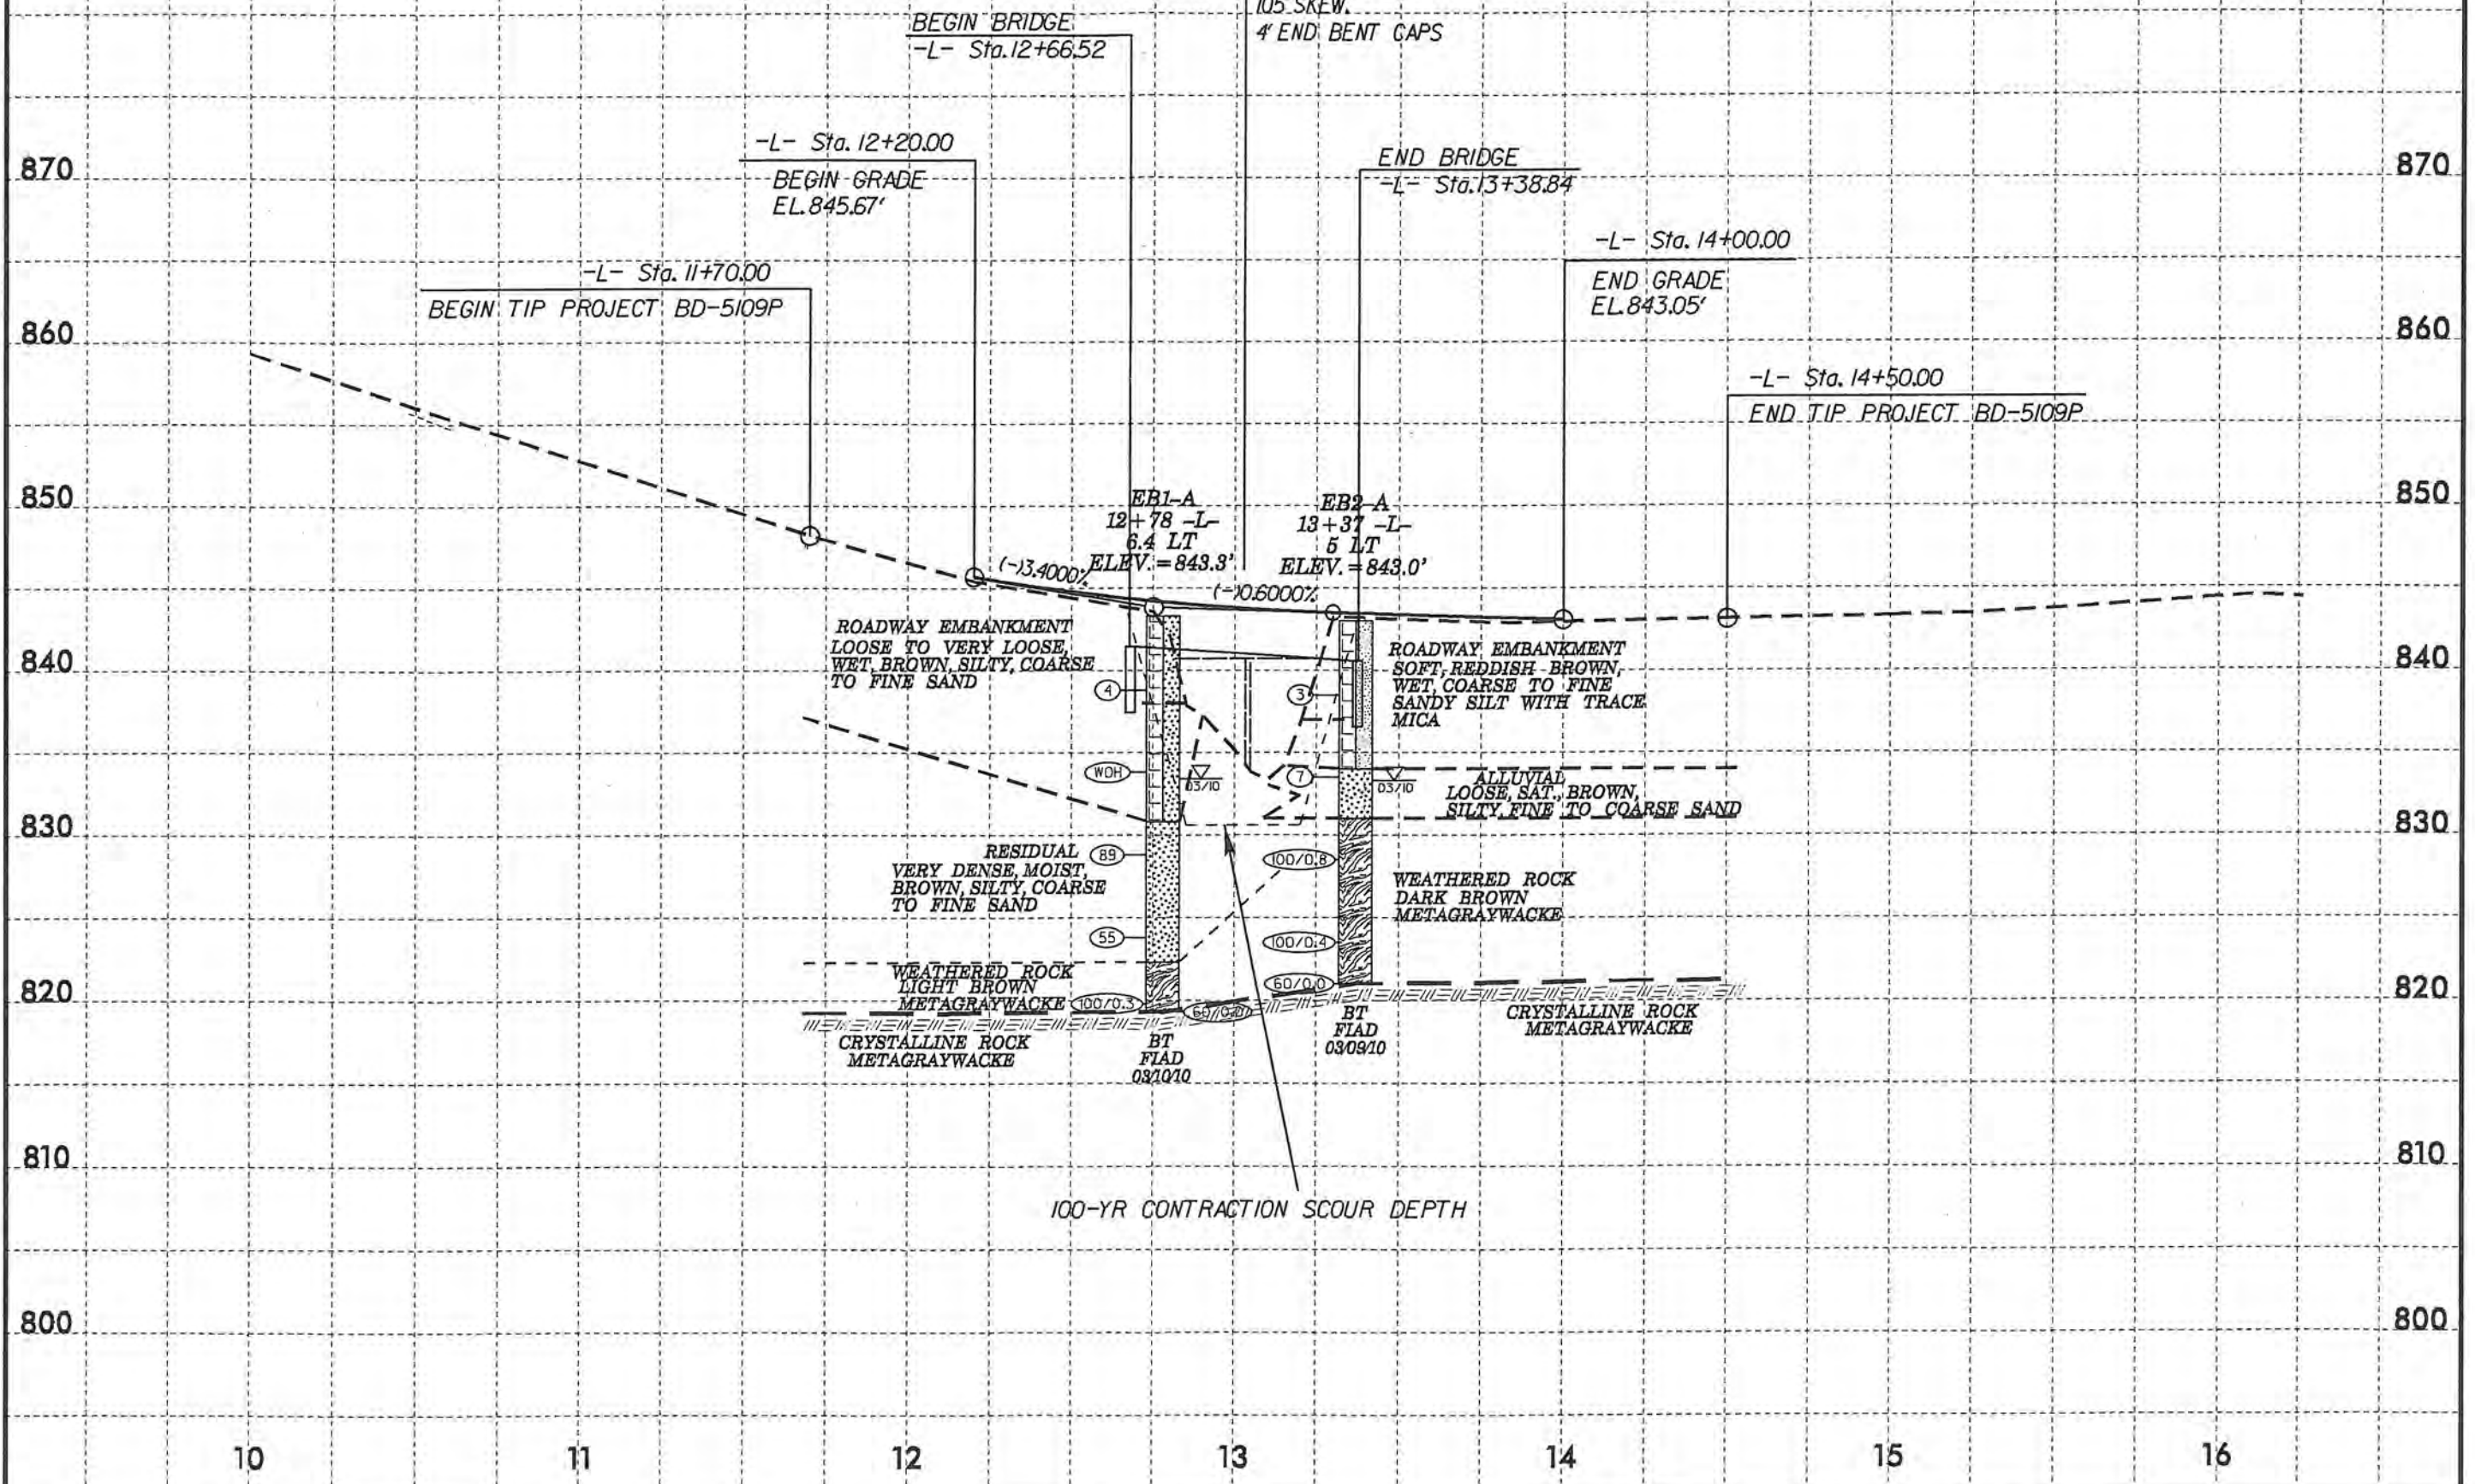 105 SKEW.
4' END BENT CAPS
BEGIN BRIDGE
-L- Sta. 12+66.52
-L- Sta. 12+20.00
BEGIN GRADE
EL. 845.67'
END BRIDGE
-L- Sta. 13+38.84
870
870
-L- Sta. 14+00.00
END GRADE
EL. 843.05'
-L- Sta. 11+70.00
BEGIN TIP PROJECT BD-5109P
860
860
-L- Sta. 14+50.00
END TIP PROJECT BD-5109P
850
850
EB1-A
12+78 -L-
6.4 LT
ELEV.=843.3'
EB2-A
13+37 -L-
5 LT
ELEV.=843.0'
(-)3.4000%
(-)0.6000%
ROADWAY EMBANKMENT
LOOSE TO VERY LOOSE,
WET, BROWN, SILTY, COARSE
TO FINE SAND
ROADWAY EMBANKMENT
SOFT, REDDISH BROWN,
WET, COARSE TO FINE
SANDY SILT WITH TRACE
MICA
840
840
4
3
WOH
03/10
7
03/10
ALLUVIAL
LOOSE, SAT., BROWN,
SILTY, FINE TO COARSE SAND
830
830
RESIDUAL
VERY DENSE, MOIST,
BROWN, SILTY, COARSE
TO FINE SAND
89
100/0.8
WEATHERED ROCK
DARK BROWN
METAGRAYWACKE
55
100/0.4
WEATHERED ROCK
LIGHT BROWN
METAGRAYWACKE
100/0.3
60/0.0
60/0.0
820
820
CRYSTALLINE ROCK
METAGRAYWACKE
BT
FIAD
03/10/10
BT
FIAD
03/09/10
CRYSTALLINE ROCK
METAGRAYWACKE
810
810
100-YR CONTRACTION SCOUR DEPTH
800
800
10
11
12
13
14
15
16